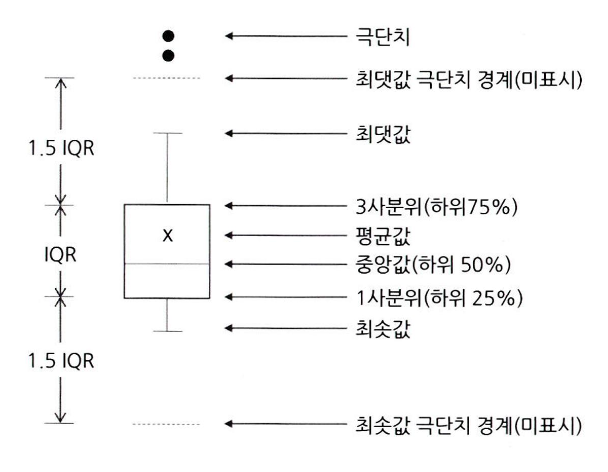 극단치
최댓값 극단치 경계(미표시)
최댓값
1.5 IQR
3사분위(하위75%)
X
평균값
IQR
중앙값(하위 50%)
1사분위(하위 25%)
최솟값
1.5 IQR
최솟값 극단치 경계(미표시)